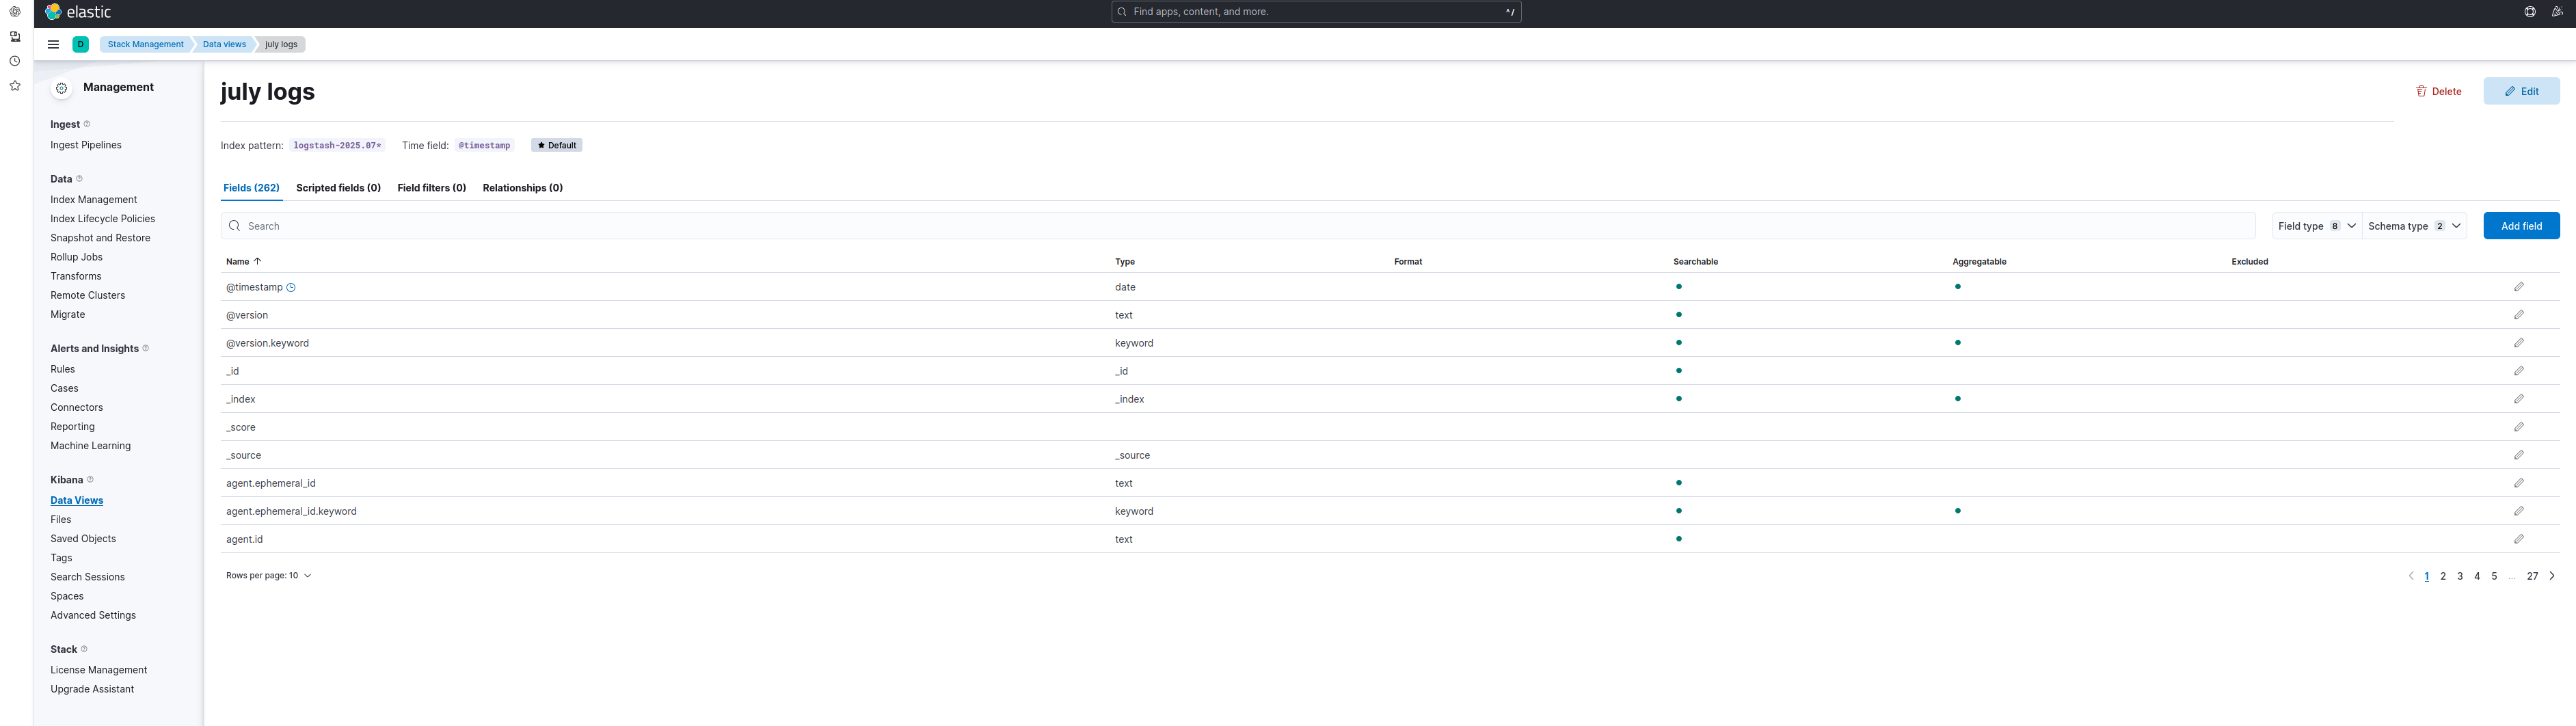 elastic
Find apps, content, and more. ^/
D Stack Management Data views july logs
Management
Ingest
Ingest Pipelines
Data
Index Management
Index Lifecycle Policies
Snapshot and Restore
Rollup Jobs
Transforms
Remote Clusters
Migrate
Alerts and Insights
Rules
Cases
Connectors
Reporting
Machine Learning
Kibana
Data Views
Files
Saved Objects
Tags
Search Sessions
Spaces
Advanced Settings
Stack
License Management
Upgrade Assistant
july logs
Delete Edit
Index pattern: logstash-2025.07* Time field: @timestamp Default
Fields (262) Scripted fields (0) Field filters (0) Relationships (0)
Search Field type 8 Schema type 2 Add field
Name Type Format Searchable Aggregatable Excluded
@timestamp date
@version text
@version.keyword keyword
_id _id
_index _index
_score
_source _source
agent.ephemeral_id text
agent.ephemeral_id.keyword keyword
agent.id text
Rows per page: 10 1 2 3 4 5 ... 27